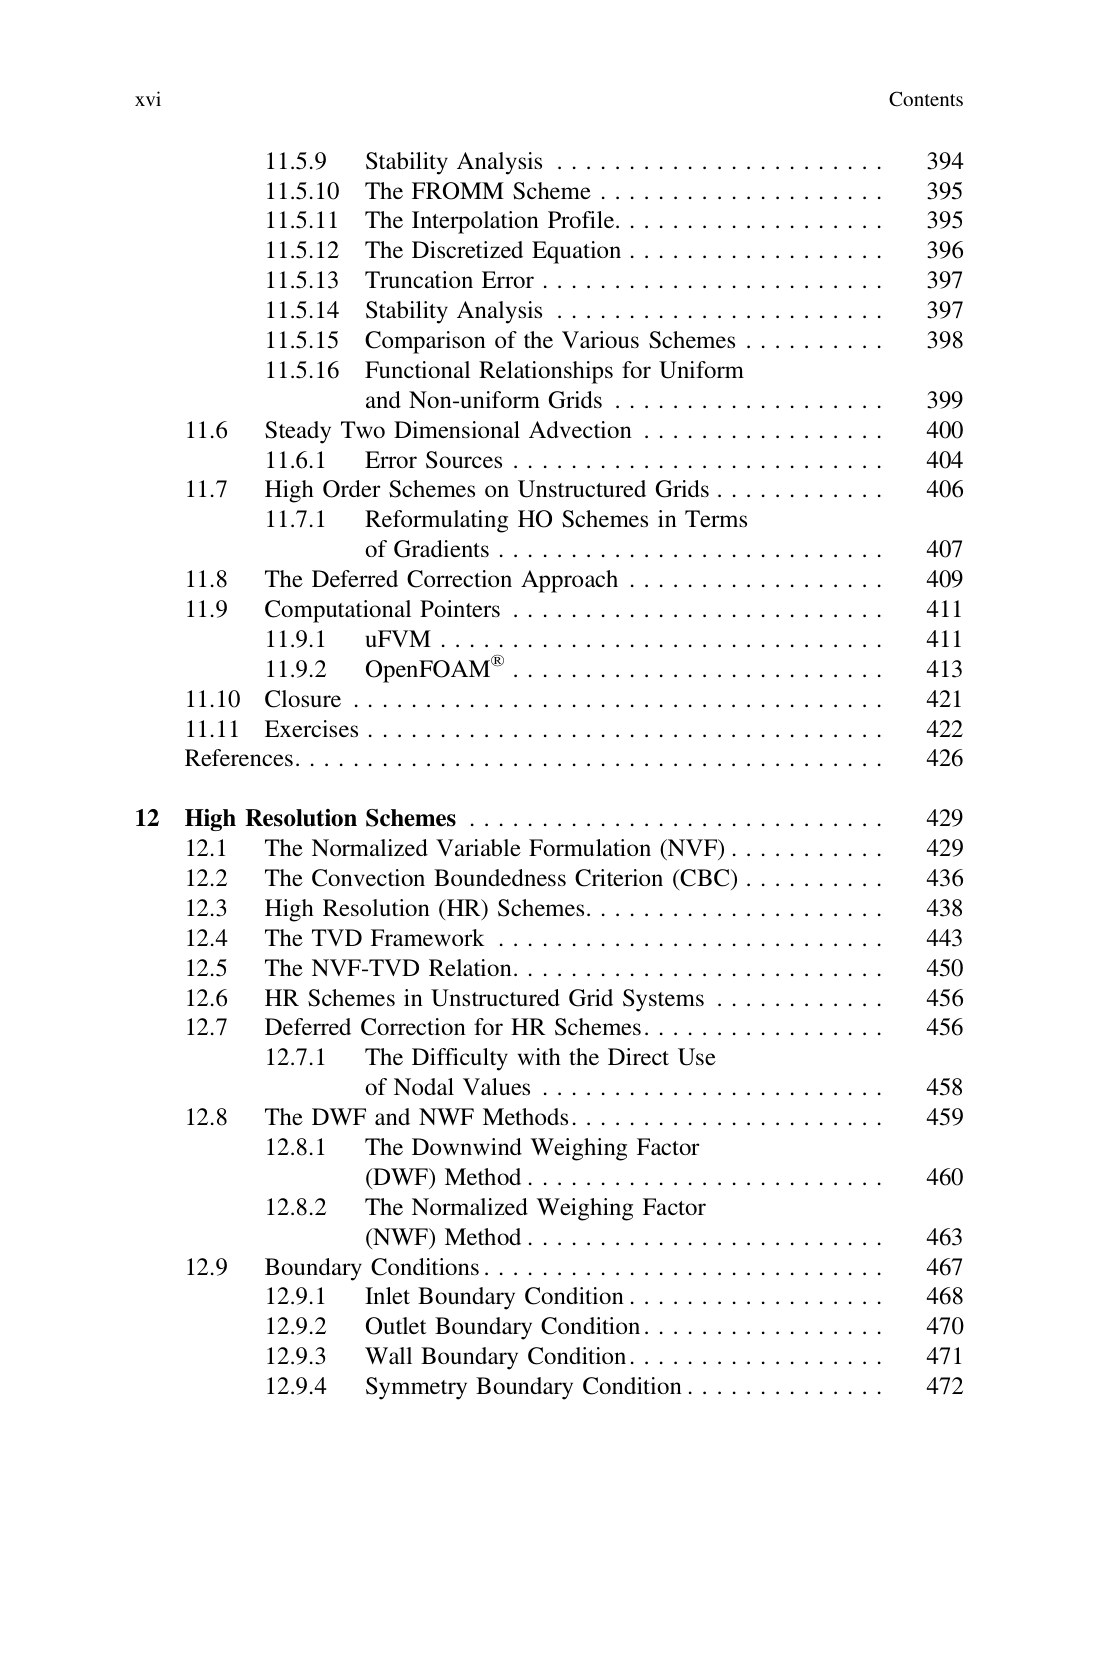 xvi Contents
11.5.9 Stability Analysis . . . . . . . . . . . . . . . . . . . . . . . 394
11.5.10 The FROMM Scheme . . . . . . . . . . . . . . . . . . . . 395
11.5.11 The Interpolation Profile. . . . . . . . . . . . . . . . . . . 395
11.5.12 The Discretized Equation . . . . . . . . . . . . . . . . . . 396
11.5.13 Truncation Error . . . . . . . . . . . . . . . . . . . . . . . . 397
11.5.14 Stability Analysis . . . . . . . . . . . . . . . . . . . . . . . 397
11.5.15 Comparison of the Various Schemes . . . . . . . . . . 398
11.5.16 Functional Relationships for Uniform
and Non-uniform Grids . . . . . . . . . . . . . . . . . . . 399
11.6 Steady Two Dimensional Advection . . . . . . . . . . . . . . . . . 400
11.6.1 Error Sources . . . . . . . . . . . . . . . . . . . . . . . . . . 404
11.7 High Order Schemes on Unstructured Grids . . . . . . . . . . . . 406
11.7.1 Reformulating HO Schemes in Terms
of Gradients . . . . . . . . . . . . . . . . . . . . . . . . . . . 407
11.8 The Deferred Correction Approach . . . . . . . . . . . . . . . . . . 409
11.9 Computational Pointers . . . . . . . . . . . . . . . . . . . . . . . . . . 411
11.9.1 uFVM . . . . . . . . . . . . . . . . . . . . . . . . . . . . . . . 411
11.9.2 OpenFOAM® . . . . . . . . . . . . . . . . . . . . . . . . . . 413
11.10 Closure . . . . . . . . . . . . . . . . . . . . . . . . . . . . . . . . . . . . . 421
11.11 Exercises . . . . . . . . . . . . . . . . . . . . . . . . . . . . . . . . . . . . 422
References. . . . . . . . . . . . . . . . . . . . . . . . . . . . . . . . . . . . . . . . . 426
12 High Resolution Schemes . . . . . . . . . . . . . . . . . . . . . . . . . . . . . 429
12.1 The Normalized Variable Formulation (NVF) . . . . . . . . . . . 429
12.2 The Convection Boundedness Criterion (CBC) . . . . . . . . . . 436
12.3 High Resolution (HR) Schemes. . . . . . . . . . . . . . . . . . . . . 438
12.4 The TVD Framework . . . . . . . . . . . . . . . . . . . . . . . . . . . 443
12.5 The NVF-TVD Relation. . . . . . . . . . . . . . . . . . . . . . . . . . 450
12.6 HR Schemes in Unstructured Grid Systems . . . . . . . . . . . . 456
12.7 Deferred Correction for HR Schemes. . . . . . . . . . . . . . . . . 456
12.7.1 The Difficulty with the Direct Use
of Nodal Values . . . . . . . . . . . . . . . . . . . . . . . . 458
12.8 The DWF and NWF Methods. . . . . . . . . . . . . . . . . . . . . . 459
12.8.1 The Downwind Weighing Factor
(DWF) Method . . . . . . . . . . . . . . . . . . . . . . . . . 460
12.8.2 The Normalized Weighing Factor
(NWF) Method . . . . . . . . . . . . . . . . . . . . . . . . . 463
12.9 Boundary Conditions . . . . . . . . . . . . . . . . . . . . . . . . . . . . 467
12.9.1 Inlet Boundary Condition . . . . . . . . . . . . . . . . . . 468
12.9.2 Outlet Boundary Condition. . . . . . . . . . . . . . . . . 470
12.9.3 Wall Boundary Condition. . . . . . . . . . . . . . . . . . 471
12.9.4 Symmetry Boundary Condition . . . . . . . . . . . . . . 472